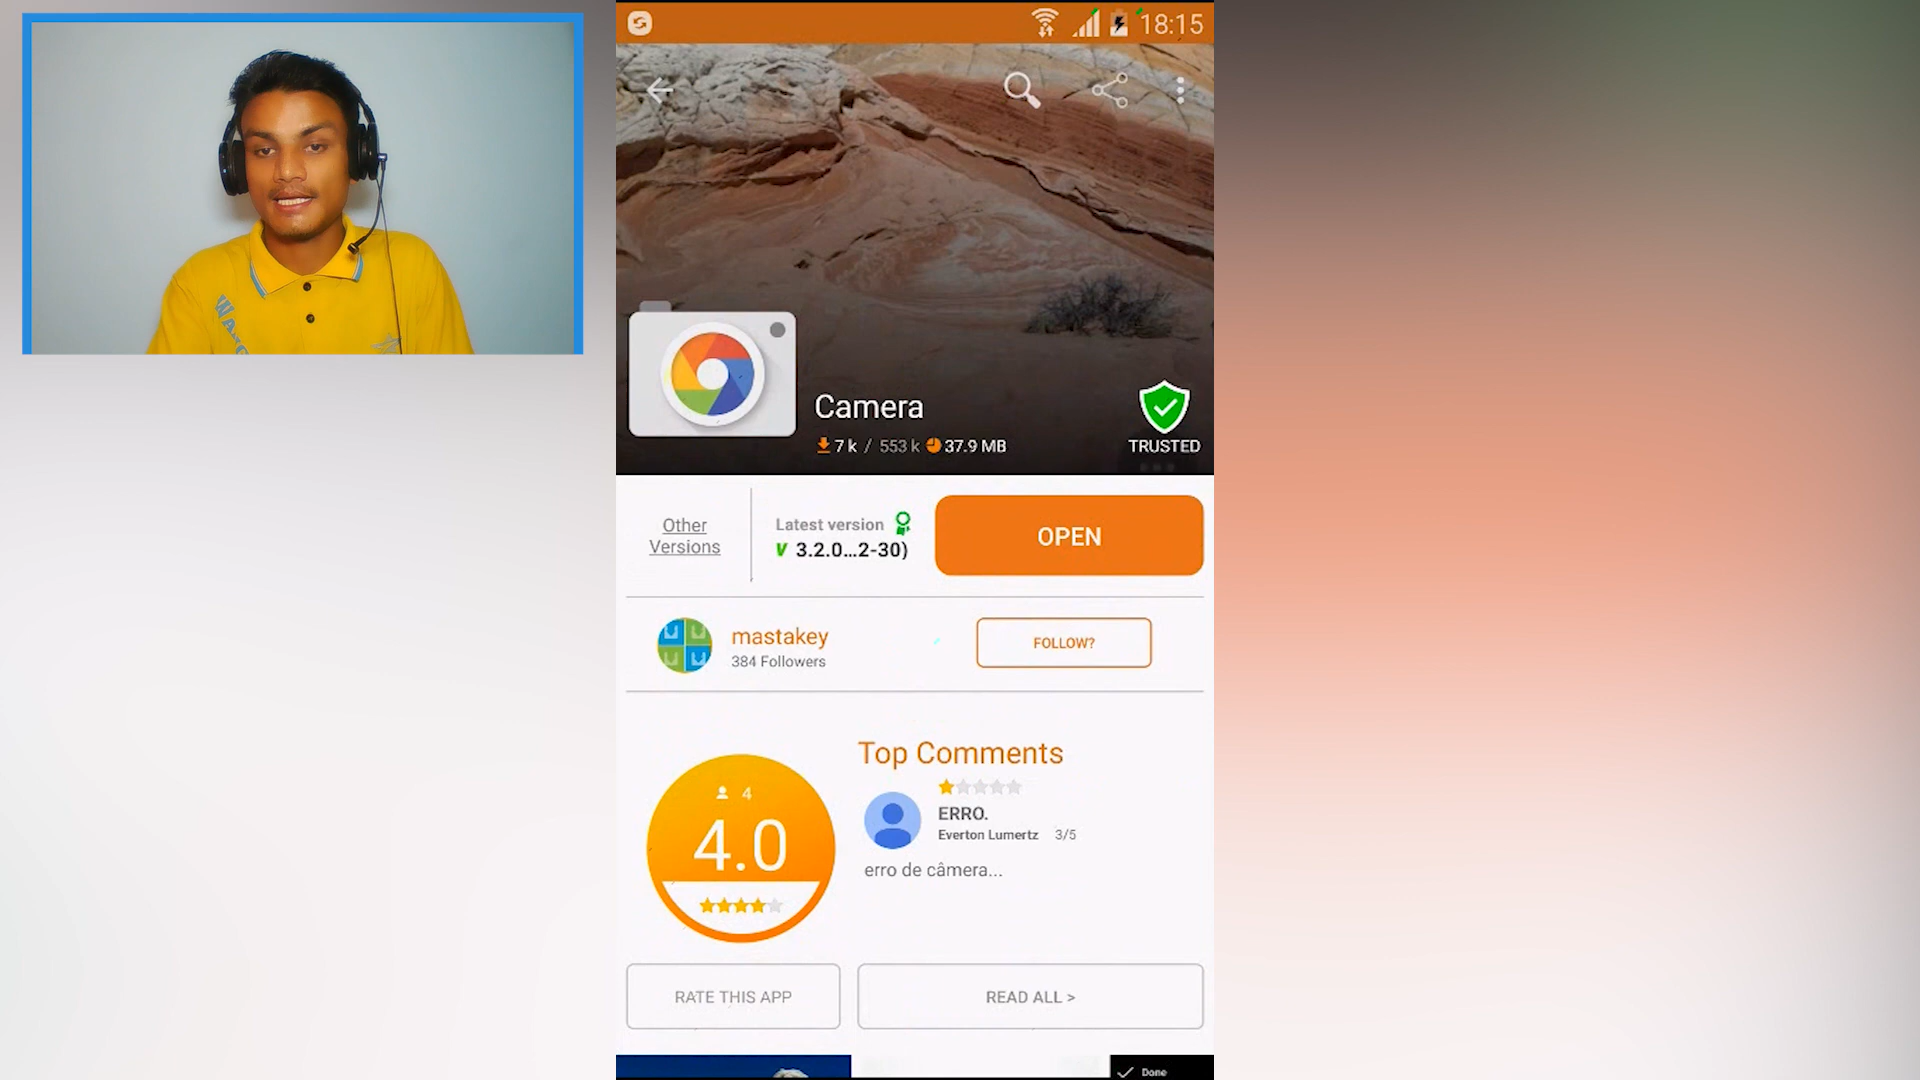 18:15
Camera
7 k / 553 k 37.9 MB
TRUSTED
Other
Versions
Latest version
V 3.2.0...2-30)
OPEN
mastakey
384 Followers
FOLLOW?
Top Comments
4
4.0
ERRO.
Everton Lumertz 3/5
erro de câmera...
RATE THIS APP
READ ALL >
Done